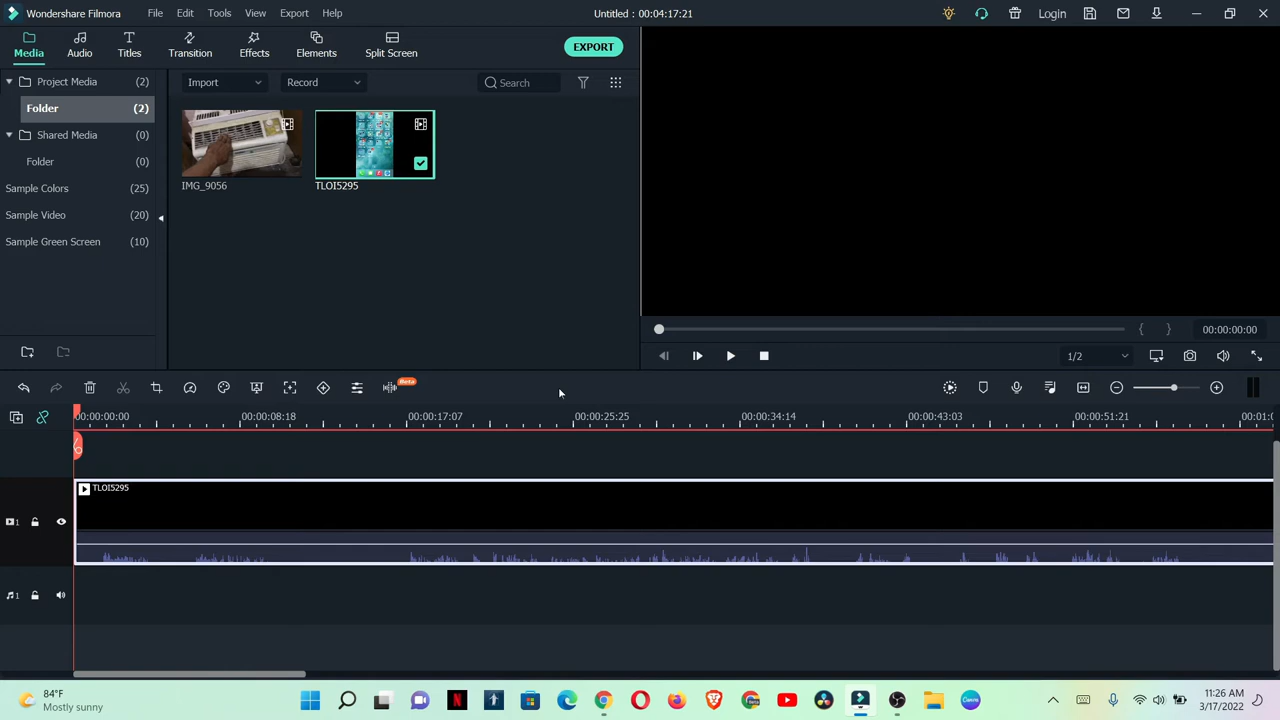 Wondershare Filmora File Edit Tools View Export Help Untitled : 00:04:17:21 Login
Media Audio Titles Transition Effects Elements Split Screen EXPORT
Project Media (2) Import Record Search
Folder (2)
Shared Media (0)
Folder (0)
Sample Colors (25) IMG_9056 TLOI5295
Sample Video (20)
Sample Green Screen (10)
00:00:00:00
1/2
Beta
00:00:00:00 00:00:08:18 00:00:17:07 00:00:25:25 00:00:34:14 00:00:43:03 00:00:51:21 00:01:0
TLOI5295
1
1
84°F
Mostly sunny
11:26 AM
3/17/2022